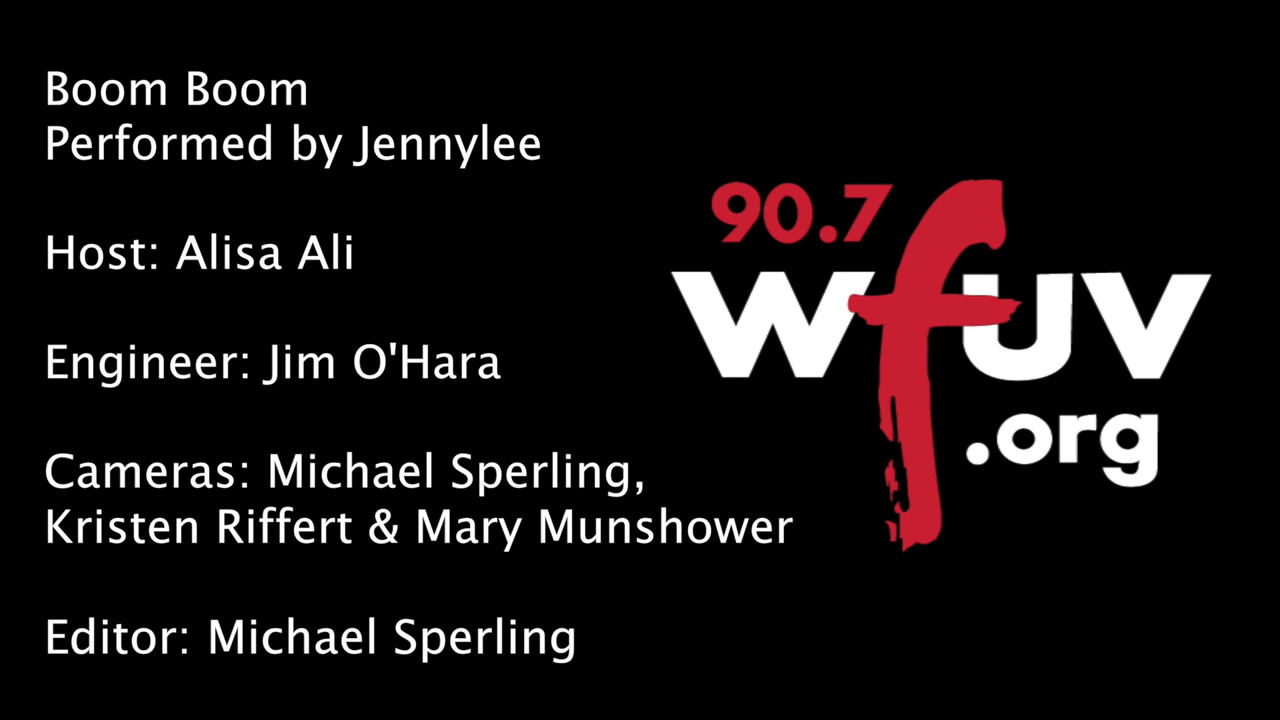 Boom Boom
Performed by Jennylee
Host: Alisa Ali
Engineer: Jim O'Hara
Cameras: Michael Sperling,
Kristen Riffert & Mary Munshower
Editor: Michael Sperling
90.7
wfuv
.org